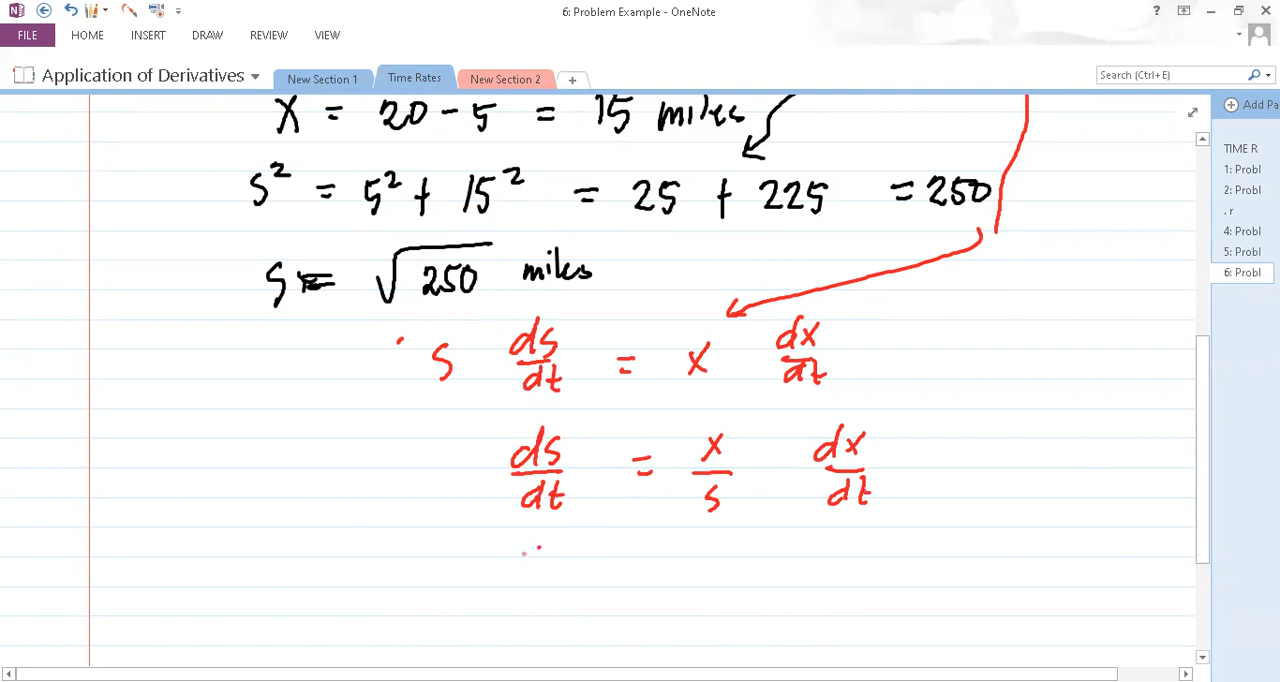 6: Problem Example - OneNote
FILE HOME INSERT DRAW REVIEW VIEW
Application of Derivatives New Section 1 Time Rates New Section 2 + Search (Ctrl+E)
Add Pa
TIME R
1: Probl
2: Probl
. r
4: Probl
5: Probl
6: Probl
x = 20 - 5 = 15 miles
s² = 5² + 15² = 25 + 225 = 250
s = √250 miles
s ds/dt = x dx/dt
ds/dt = x/s dx/dt